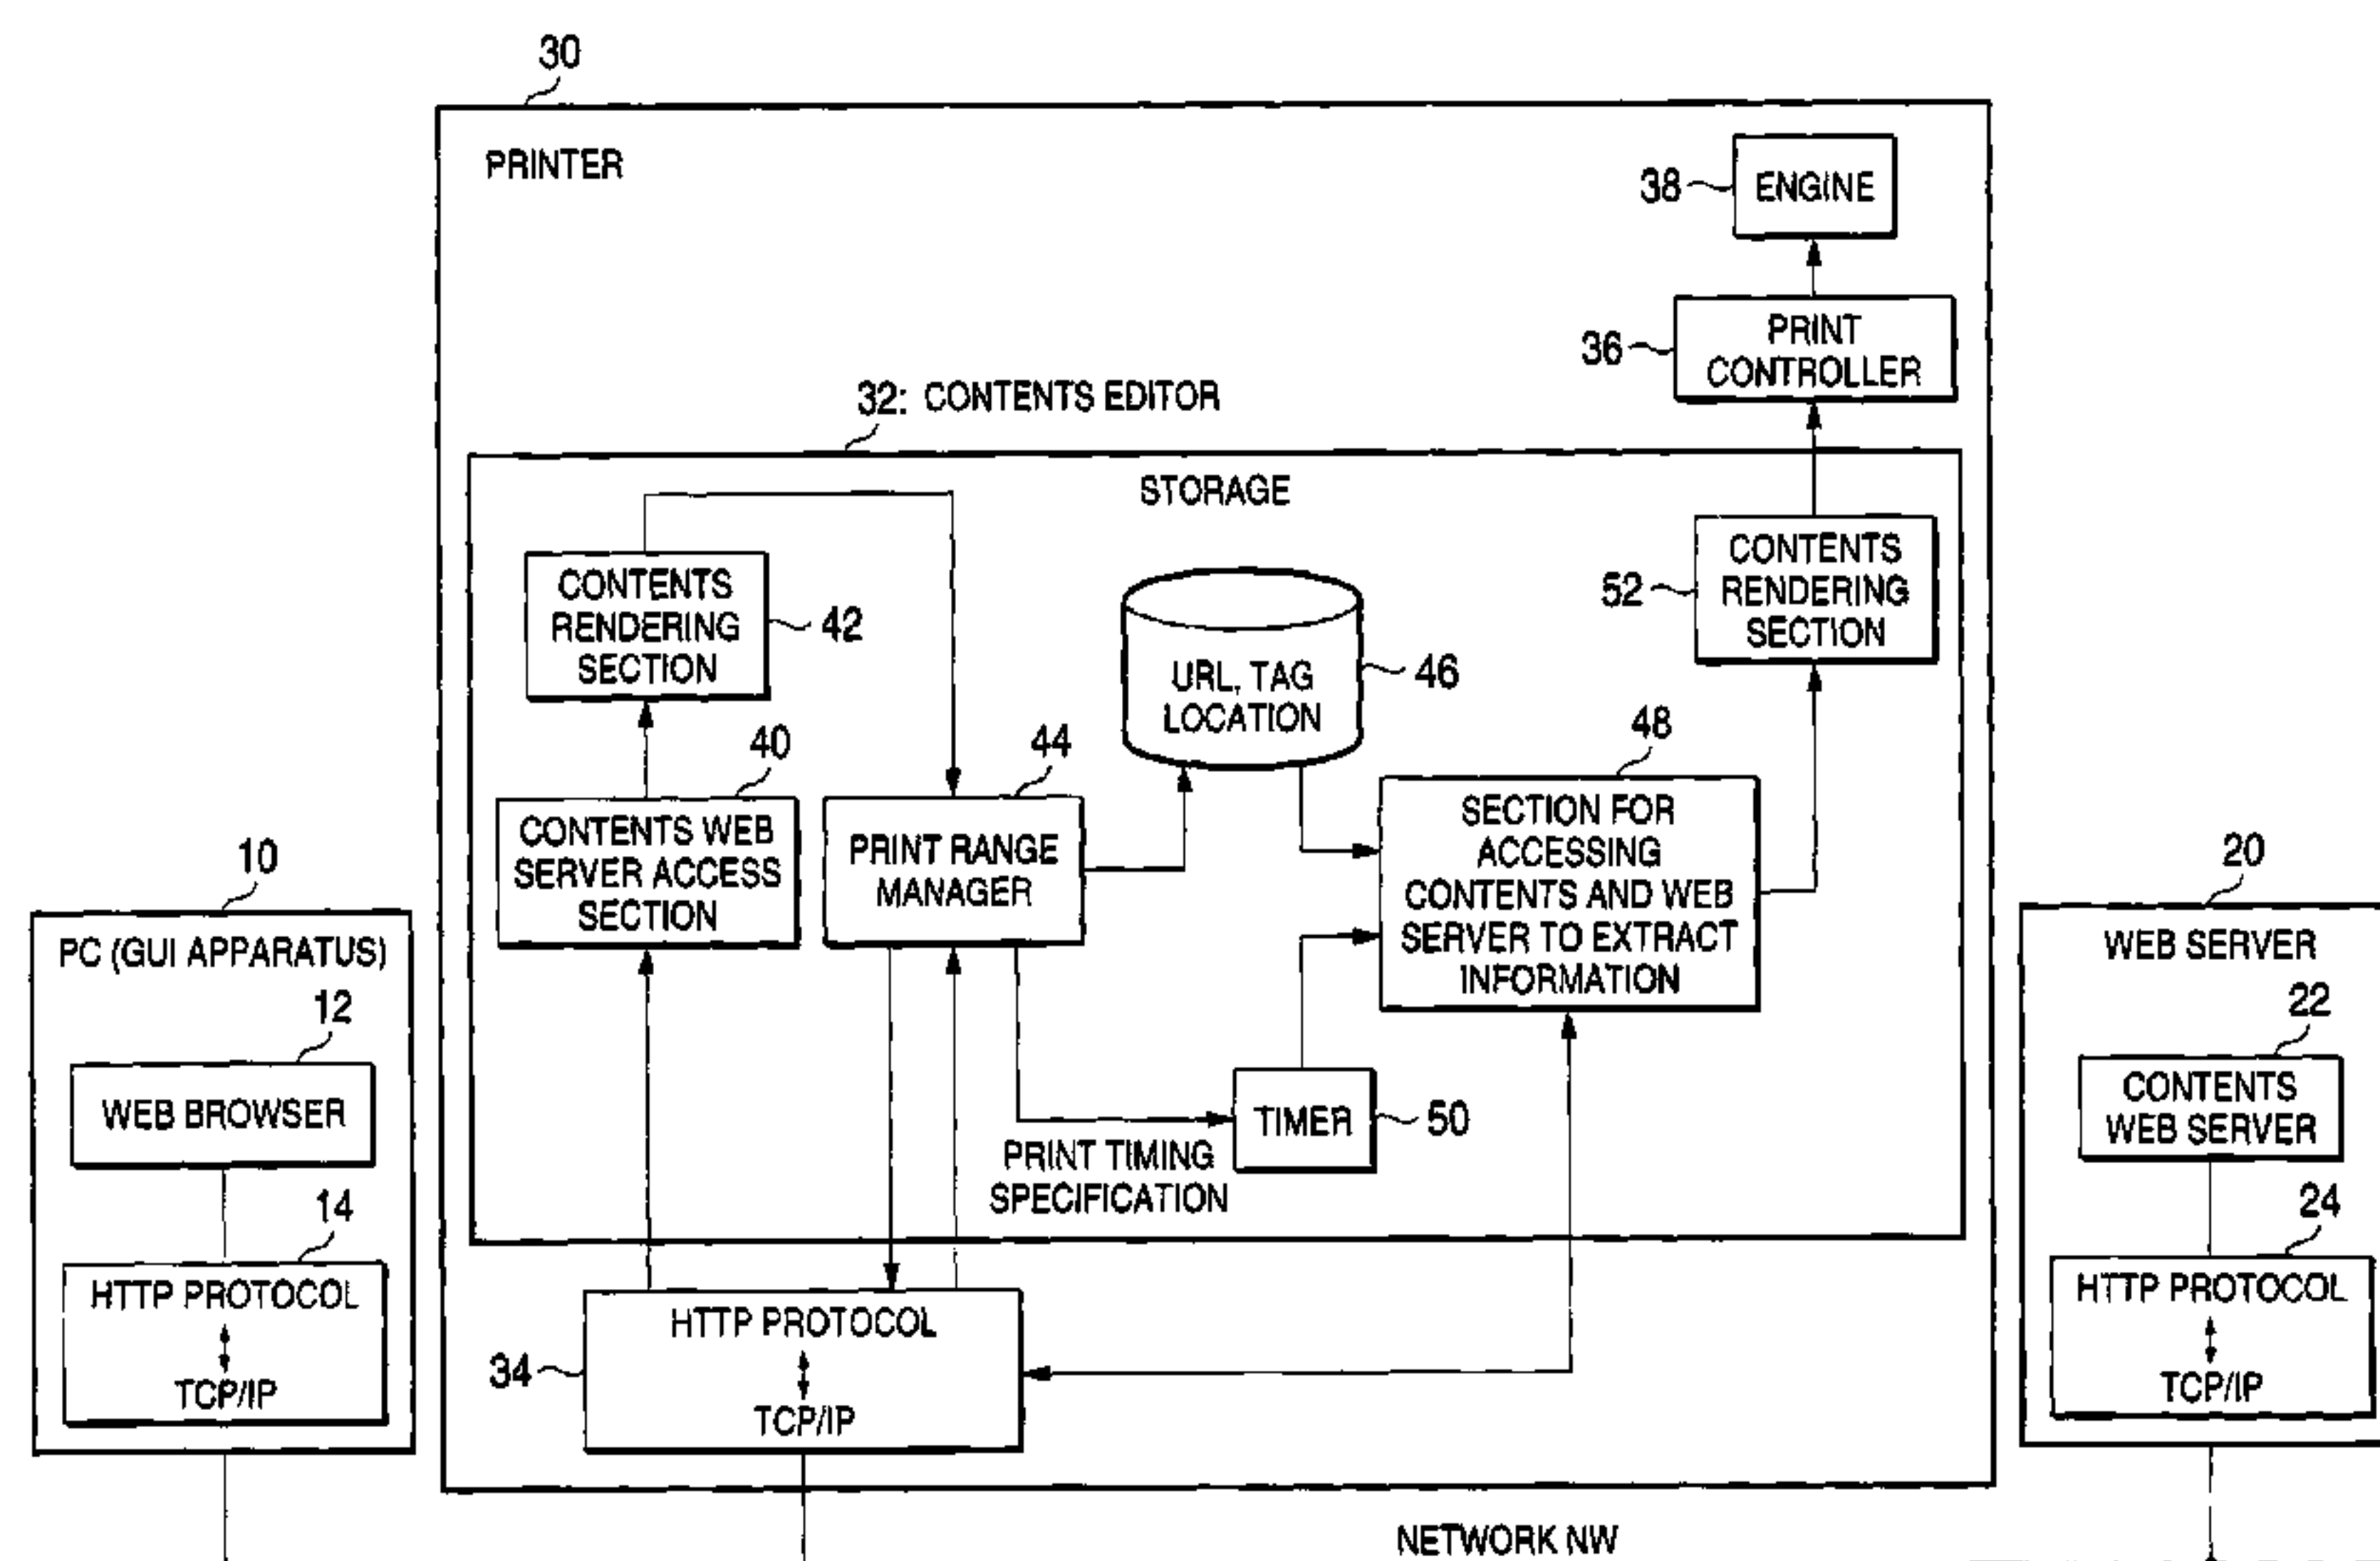 30
PRINTER
38
ENGINE
36
PRINT
CONTROLLER
32: CONTENTS EDITOR
STORAGE
CONTENTS
RENDERING
SECTION
42
URL, TAG
LOCATION
46
CONTENTS
RENDERING
SECTION
52
40
CONTENTS WEB
SERVER ACCESS
SECTION
44
PRINT RANGE
MANAGER
48
SECTION FOR
ACCESSING
CONTENTS AND WEB
SERVER TO EXTRACT
INFORMATION
TIMER
50
PRINT TIMING
SPECIFICATION
34
HTTP PROTOCOL
TCP/IP
10
PC (GUI APPARATUS)
12
WEB BROWSER
14
HTTP PROTOCOL
TCP/IP
20
WEB SERVER
22
CONTENTS
WEB SERVER
24
HTTP PROTOCOL
TCP/IP
NETWORK NW